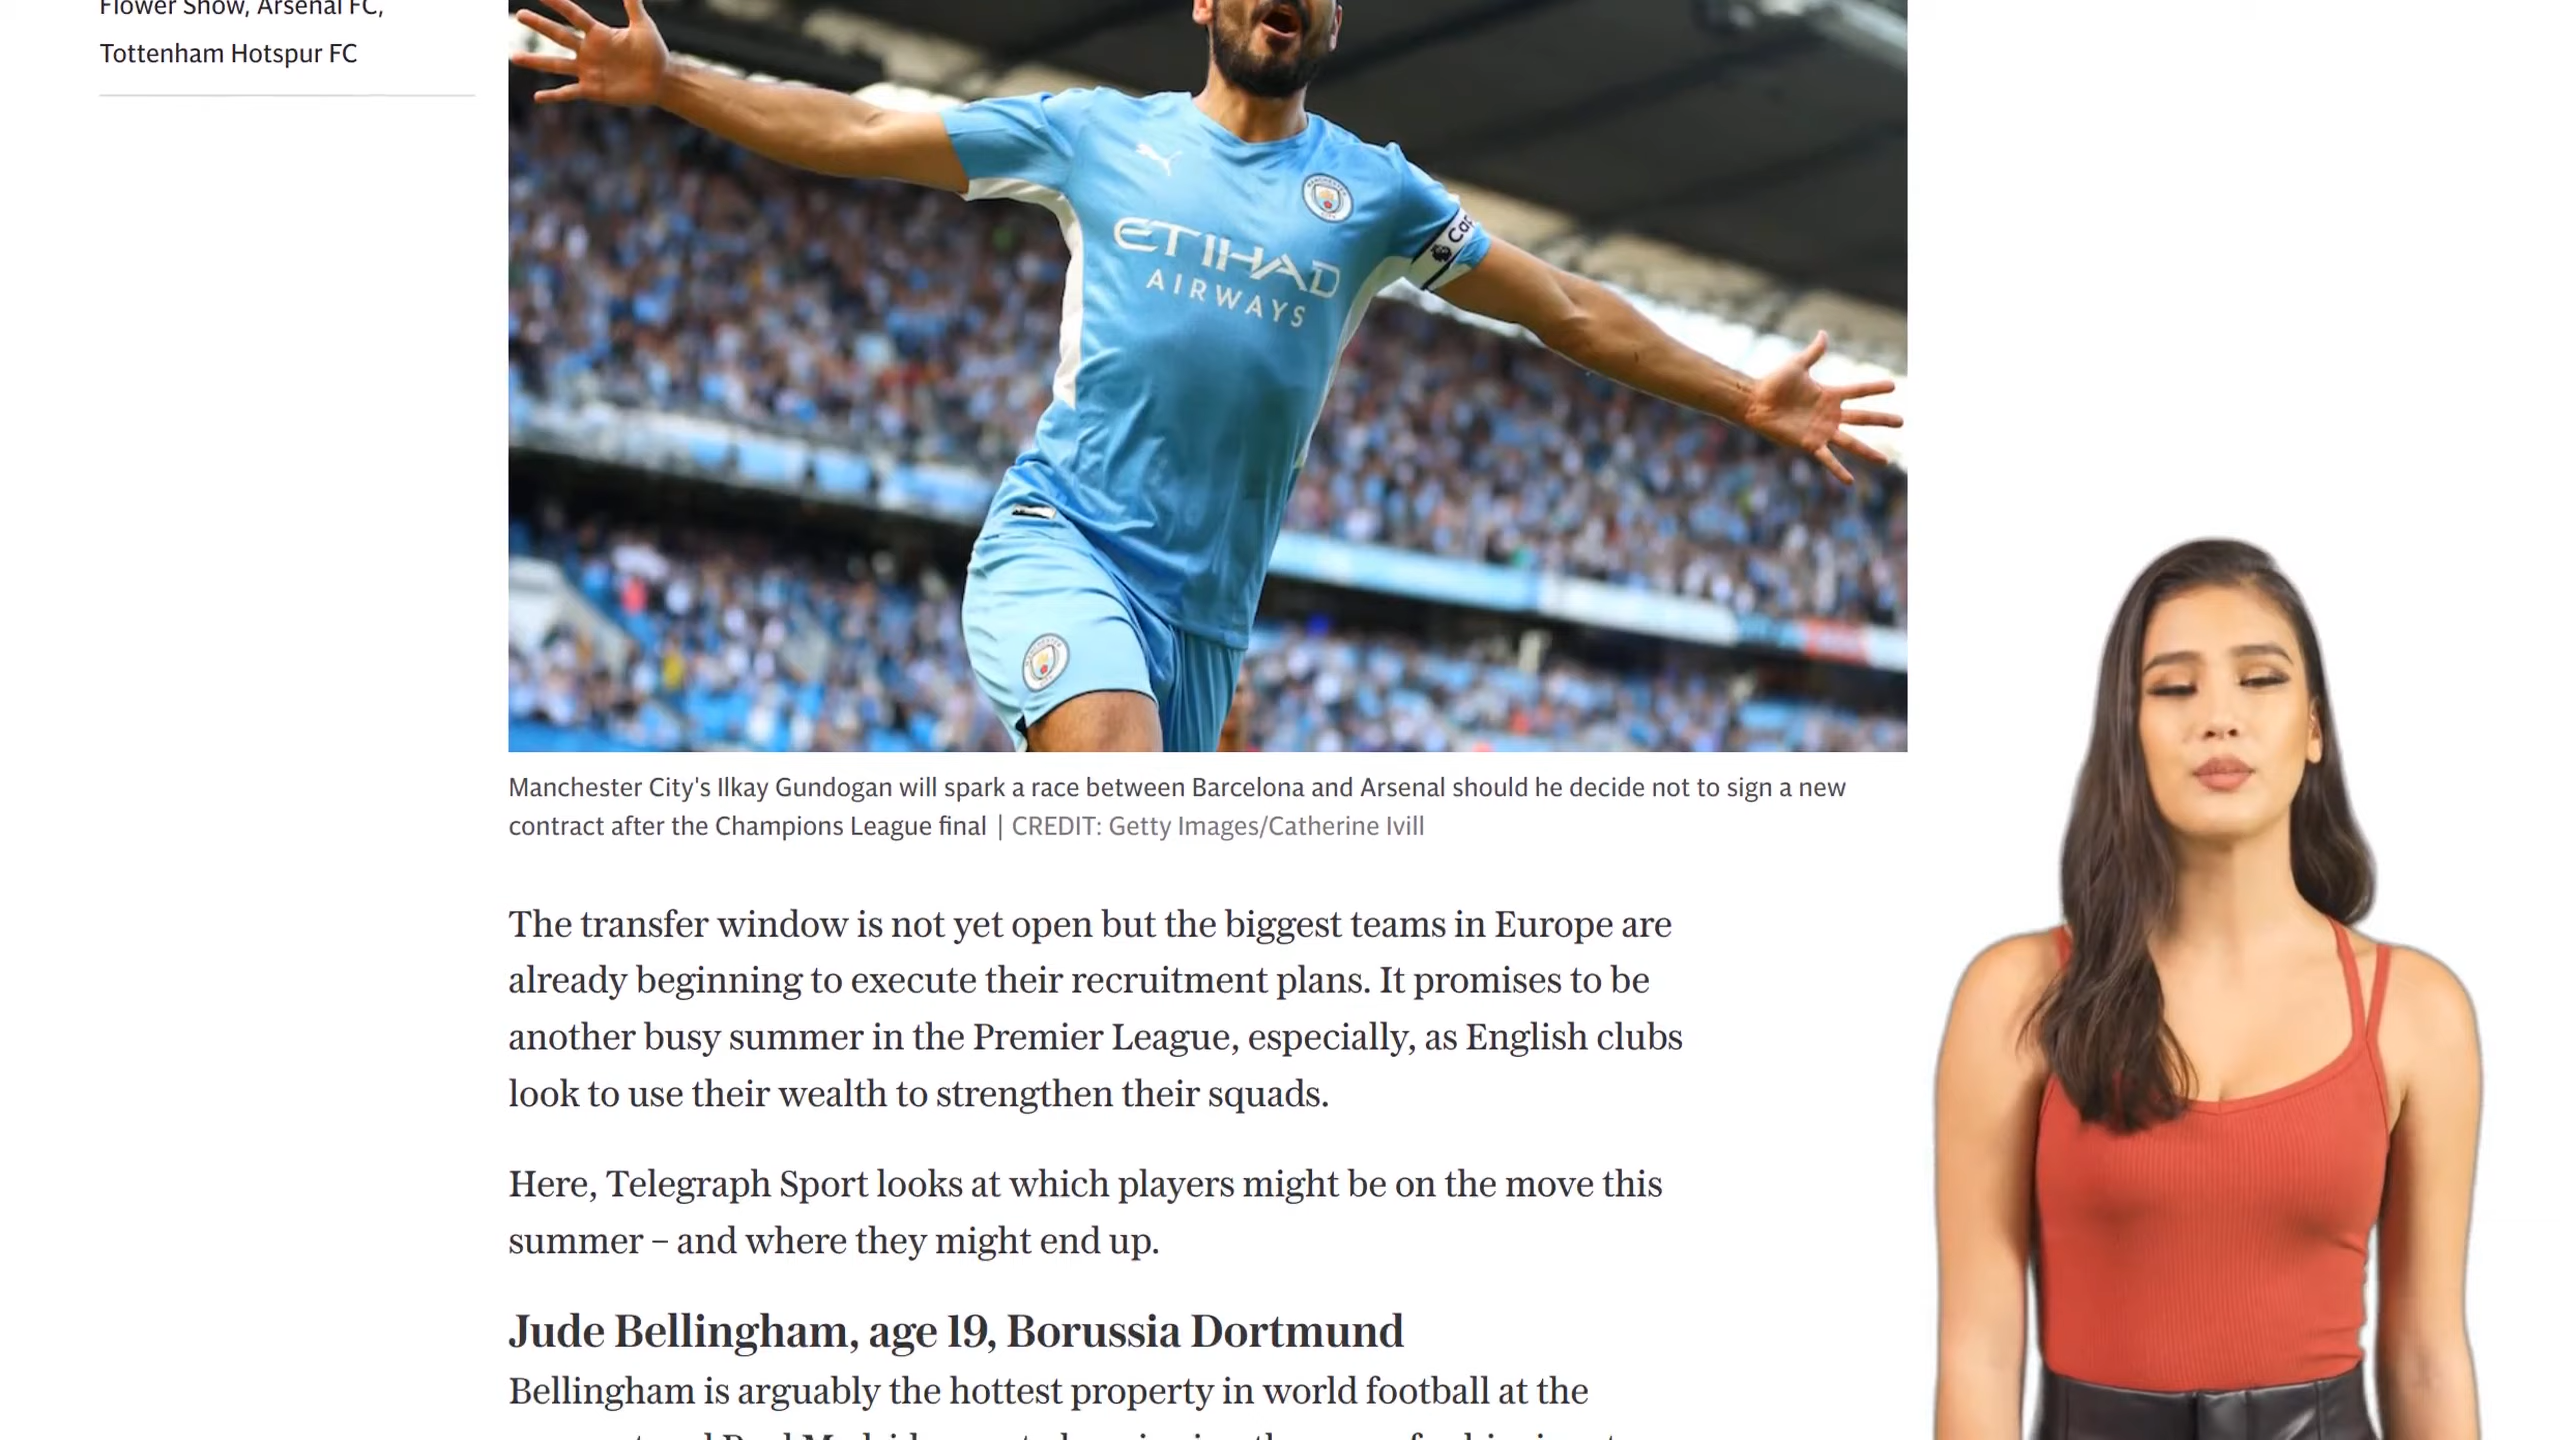 Flower Show, Arsenal FC,
Tottenham Hotspur FC
ETIHAD
AIRWAYS
Manchester City's Ilkay Gundogan will spark a race between Barcelona and Arsenal should he decide not to sign a new
contract after the Champions League final | CREDIT: Getty Images/Catherine Ivill
The transfer window is not yet open but the biggest teams in Europe are
already beginning to execute their recruitment plans. It promises to be
another busy summer in the Premier League, especially, as English clubs
look to use their wealth to strengthen their squads.
Here, Telegraph Sport looks at which players might be on the move this
summer – and where they might end up.
Jude Bellingham, age 19, Borussia Dortmund
Bellingham is arguably the hottest property in world football at the